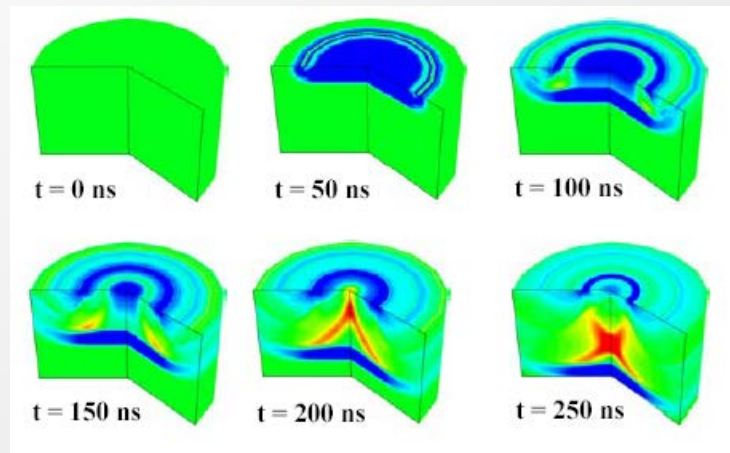 t = 0 ns
t = 50 ns
t = 100 ns
t = 150 ns
t = 200 ns
t = 250 ns